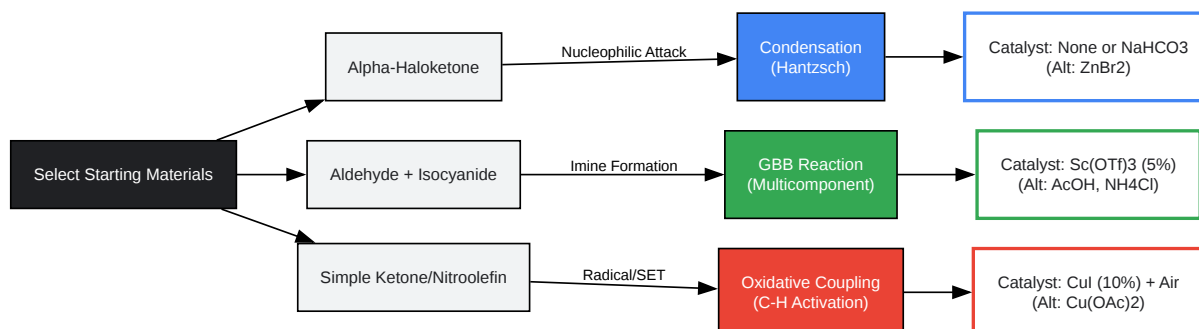 Select Starting Materials
Alpha-Haloketone
Nucleophilic Attack
Condensation
(Hantzsch)
Catalyst: None or NaHCO3
(Alt: ZnBr2)
Aldehyde + Isocyanide
Imine Formation
GBB Reaction
(Multicomponent)
Catalyst: Sc(OTf)3 (5%)
(Alt: AcOH, NH4Cl)
Simple Ketone/Nitroolefin
Radical/SET
Oxidative Coupling
(C-H Activation)
Catalyst: CuI (10%) + Air
(Alt: Cu(OAc)2)